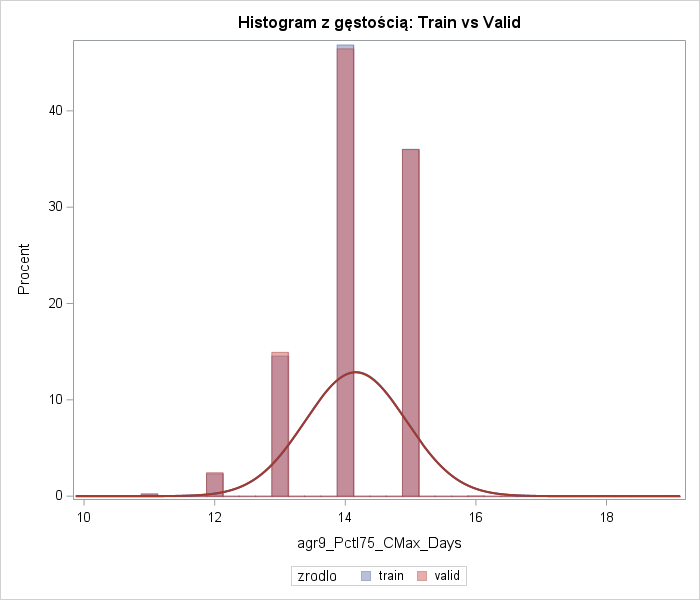 Histogram z gęstością: Train vs Valid
Procent
40
30
20
10
0
10 12 14 16 18
agr9_Pctl75_CMax_Days
zrodlo train valid